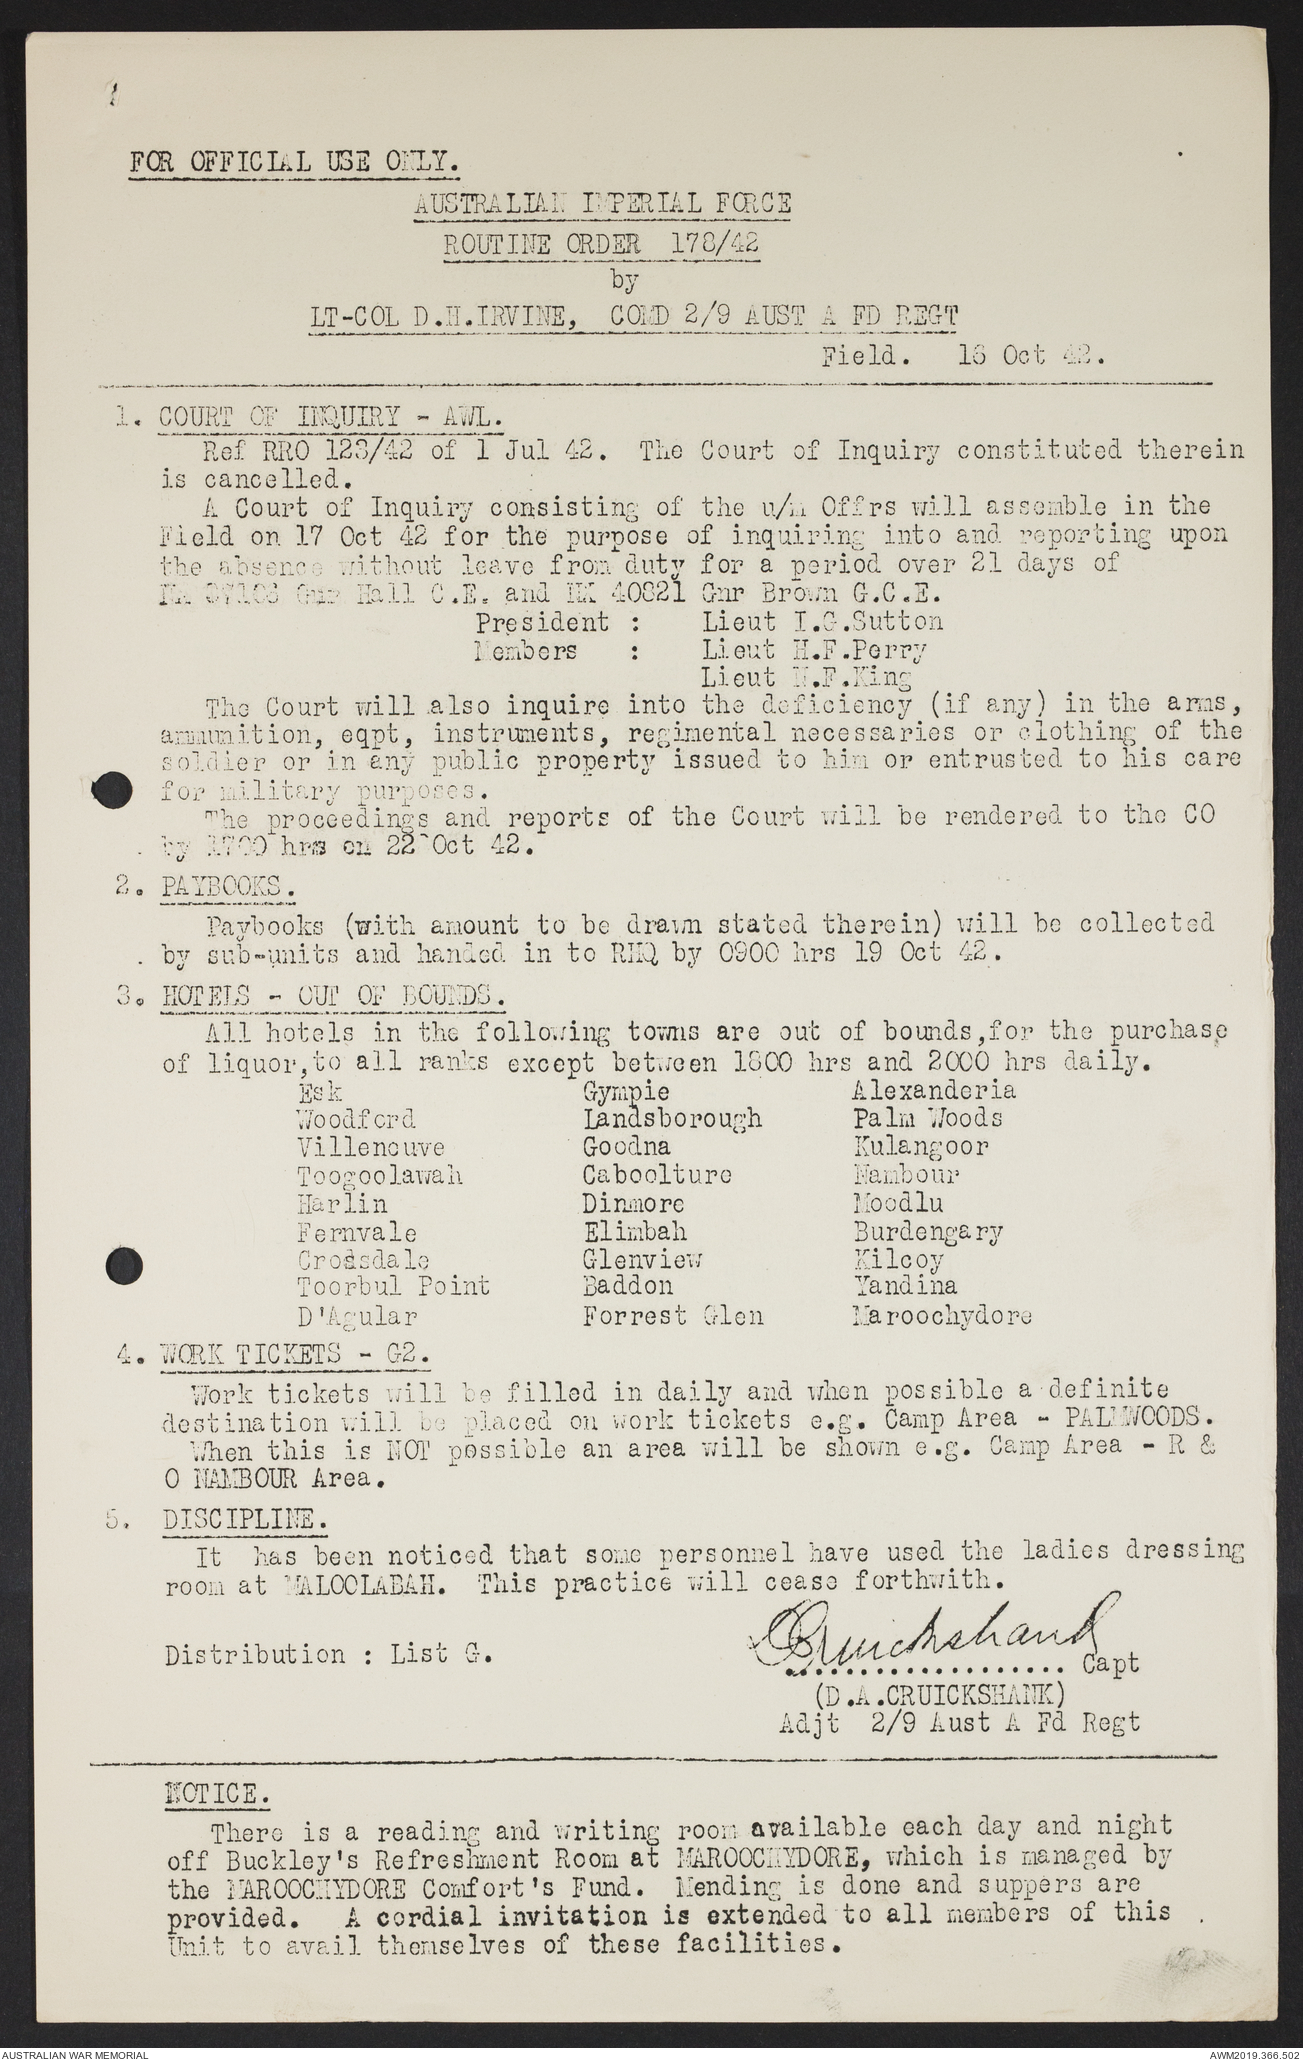 FOR OFFICIAL USE ONLY.
AUSTRALIAN IMPERIAL FORCE
ROUTINE ORDER 178/42
by
LT-COL D.H.IRVINE, COMD 2/9 AUST A FD REGT
Field. 16 Oct 42.
1. COURT OF INQUIRY - AWL.
Ref RRO 123/42 of 1 Jul 42. The Court of Inquiry constituted therein
is cancelled.
A Court of Inquiry consisting of the u/m Offrs will assemble in the
Field on 17 Oct 42 for the purpose of inquiring into and reporting upon
the absence without leave from duty for a period over 21 days of
Gnr Hall C.E. and 40821 Gnr Brown G.C.E.
President : Lieut I.G.Sutton
Members : Lieut H.F.Perry
Lieut N.F.King
The Court will also inquire into the deficiency (if any) in the arms,
ammunition, eqpt, instruments, regimental necessaries or clothing of the
soldier or in any public property issued to him or entrusted to his care
for military purposes.
The proceedings and reports of the Court will be rendered to the CO
by 1700 hrs on 22 Oct 42.
2. PAYBOOKS.
Paybooks (with amount to be drawn stated therein) will be collected
by sub-units and handed in to RHQ by 0900 hrs 19 Oct 42.
3. HOTELS - OUT OF BOUNDS.
All hotels in the following towns are out of bounds,for the purchase
of liquor,to all ranks except between 1800 hrs and 2000 hrs daily.
Esk Gympie Alexanderia
Woodford Landsborough Palm Woods
Villeneuve Goodna Kulangoor
Toogoolawah Caboolture Nambour
Harlin Dinmore Moodlu
Fernvale Elimbah Burdengary
Crossdale Glenview Kilcoy
Toorbul Point Baddon Yandina
D'Agular Forrest Glen Maroochydore
4. WORK TICKETS - G2.
Work tickets will be filled in daily and when possible a definite
destination will be placed on work tickets e.g. Camp Area - PALMWOODS.
When this is NOT possible an area will be shown e.g. Camp Area - R &
O NAMBOUR Area.
5. DISCIPLINE.
It has been noticed that some personnel have used the ladies dressing
room at MALOOLABAH. This practice will cease forthwith.
DCruickshank
Distribution : List G.
.................... Capt
(D.A.CRUICKSHANK)
Adjt 2/9 Aust A Fd Regt
NOTICE.
There is a reading and writing room available each day and night
off Buckley's Refreshment Room at MAROOCHYDORE, which is managed by
the MAROOCHYDORE Comfort's Fund. Mending is done and suppers are
provided. A cordial invitation is extended to all members of this
Unit to avail themselves of these facilities.
AUSTRALIAN WAR MEMORIAL
AWM2019.366.502